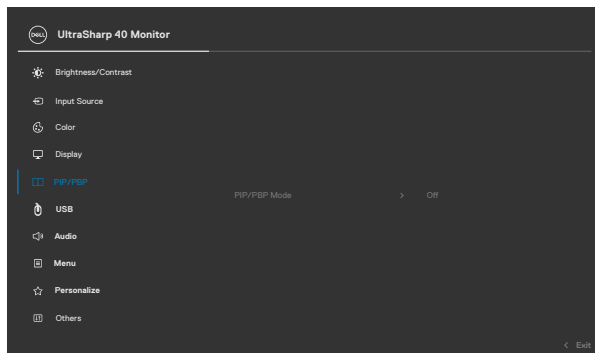 DELL UltraSharp 40 Monitor
Brightness/Contrast
Input Source
Color
Display
PIP/PBP
PIP/PBP Mode > Off
USB
Audio
Menu
Personalize
Others
< Exit